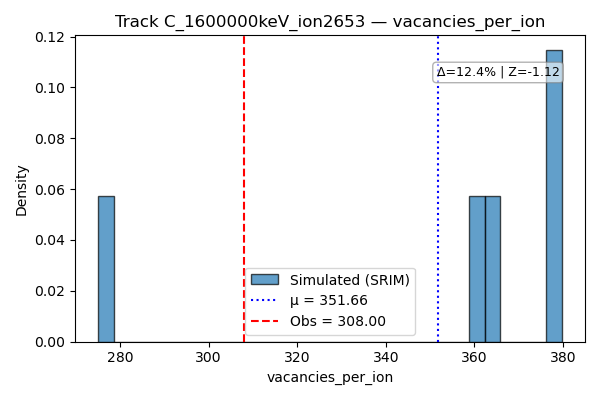 Track C_1600000keV_ion2653 — vacancies_per_ion
0.12
0.10
0.08
0.06
0.04
0.02
0.00
Density
Δ=12.4% | Z=-1.12
Simulated (SRIM)
μ = 351.66
Obs = 308.00
280
300
320
340
360
380
vacancies_per_ion